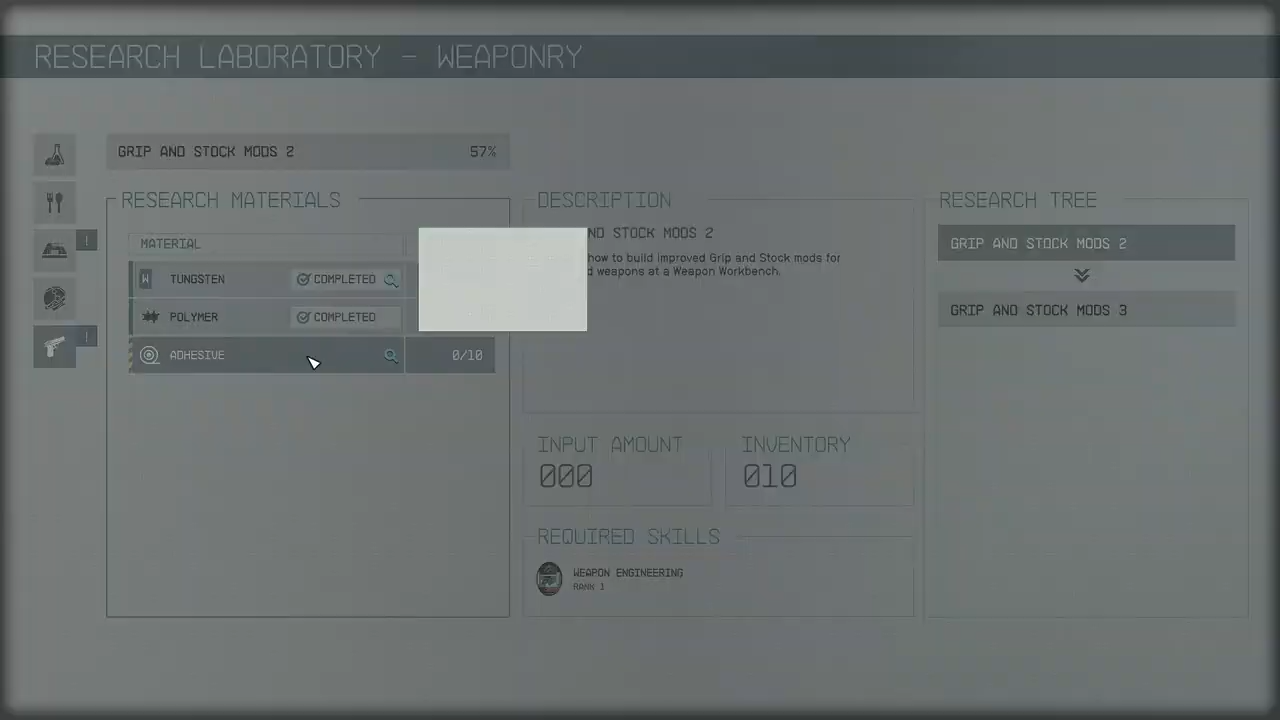 RESEARCH LABORATORY – WEAPONRY
GRIP AND STOCK MODS 2 57%
RESEARCH MATERIALS
MATERIAL
W TUNGSTEN COMPLETED
POLYMER COMPLETED
ADHESIVE 0/10
DESCRIPTION
ND STOCK MODS 2
how to build improved Grip and Stock mods for
d weapons at a Weapon Workbench.
INPUT AMOUNT
000
INVENTORY
010
REQUIRED SKILLS
WEAPON ENGINEERING
RANK 1
RESEARCH TREE
GRIP AND STOCK MODS 2
GRIP AND STOCK MODS 3
!
!